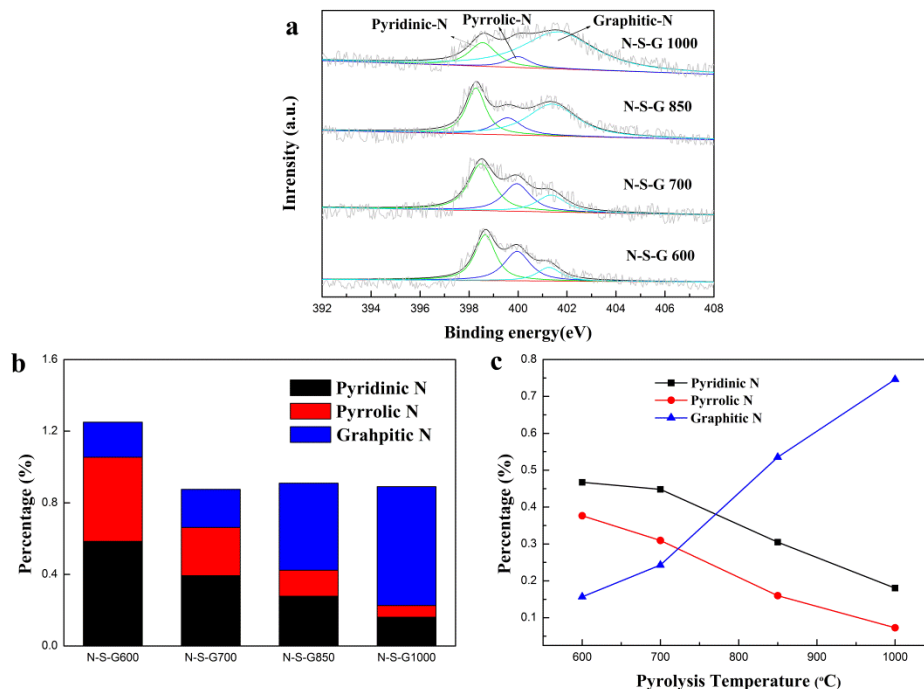 a
Pyridinic-N
Pyrrolic-N
Graphitic-N
N-S-G 1000
N-S-G 850
N-S-G 700
N-S-G 600
Inrensity (a.u.)
392 394 396 398 400 402 404 406 408
Binding energy(eV)
b
1.6
1.2
0.8
0.4
0.0
Percentage (%)
Pyridinic N
Pyrrolic N
Grahpitic N
N-S-G600 N-S-G700 N-S-G850 N-S-G1000
c
0.8
0.7
0.6
0.5
0.4
0.3
0.2
0.1
Percentage (%)
Pyridinic N
Pyrrolic N
Graphitic N
600 700 800 900 1000
Pyrolysis Temperature (°C)